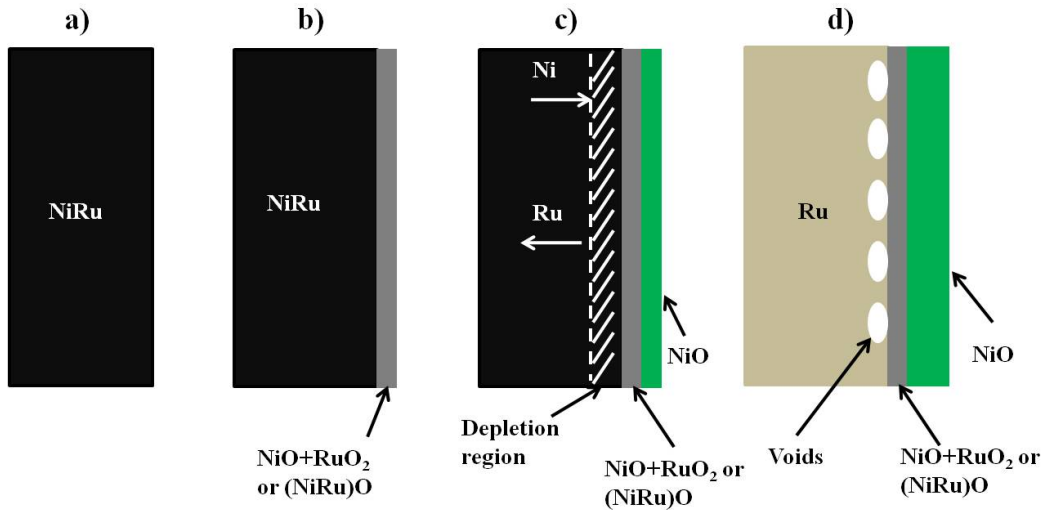 a)
b)
c)
d)
NiRu
NiRu
Ni
Ru
Ru
NiO
NiO
Depletion
region
Voids
NiO+RuO₂
or (NiRu)O
NiO+RuO₂ or
(NiRu)O
NiO+RuO₂ or
(NiRu)O